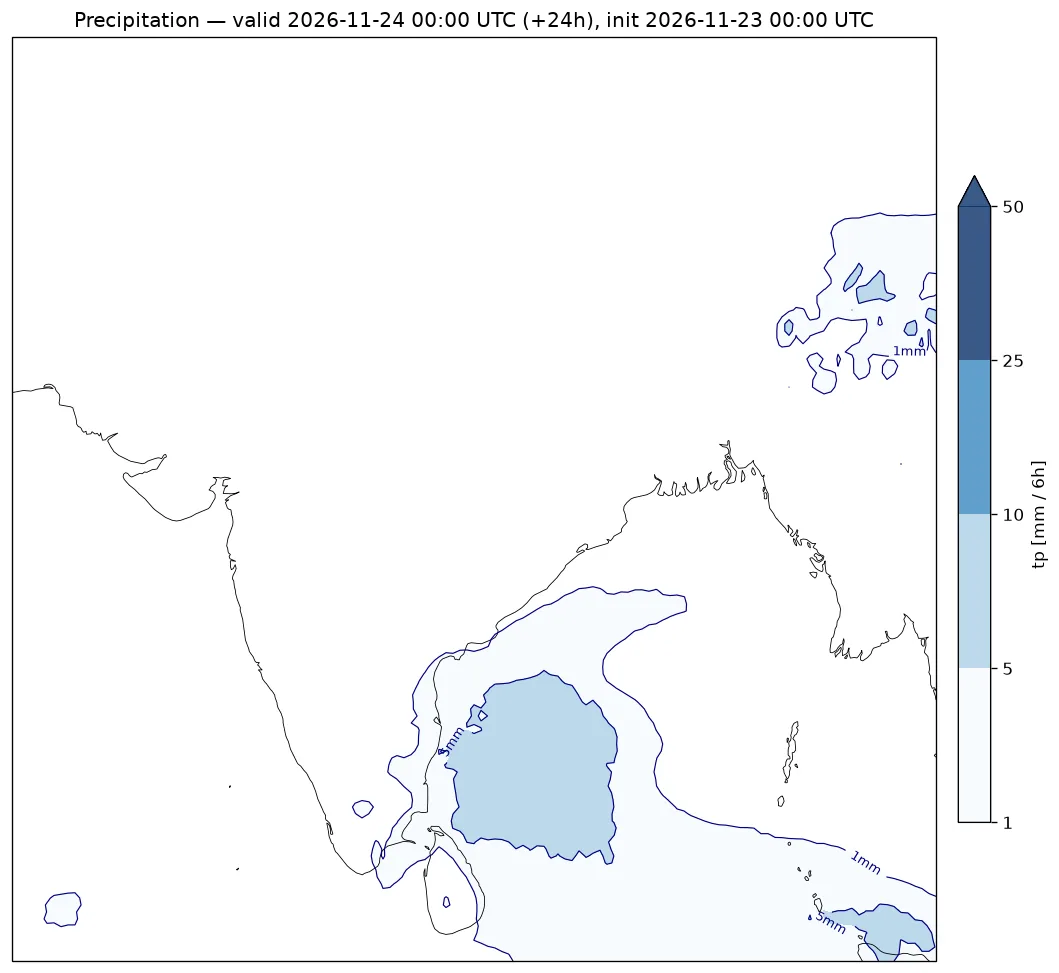 Precipitation — valid 2026-11-24 00:00 UTC (+24h), init 2026-11-23 00:00 UTC
50
25
10
5
1
tp [mm / 6h]
1mm
5mm
1mm
5mm